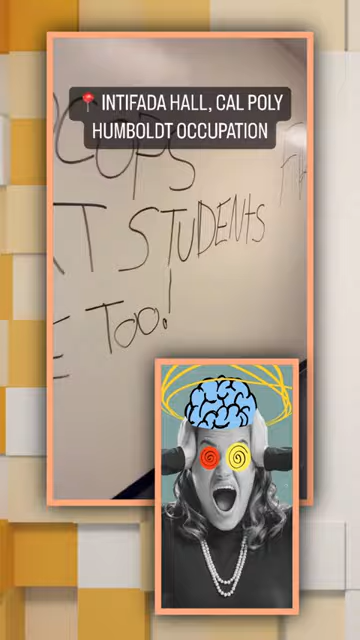 INTIFADA HALL, CAL POLY
HUMBOLDT OCCUPATION
COPS
STUDENTS
TOO!